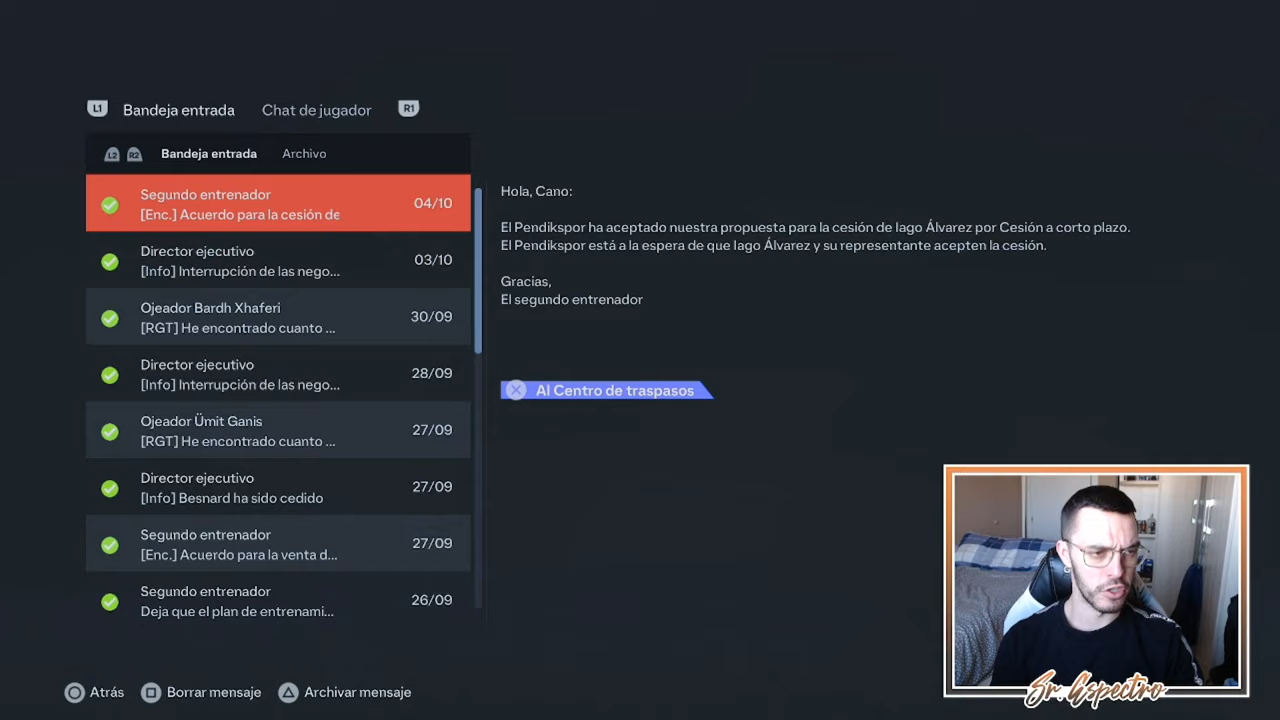 L1 Bandeja entrada Chat de jugador R1
L2 R2 Bandeja entrada Archivo
Segundo entrenador
[Enc.] Acuerdo para la cesión de
04/10
Director ejecutivo
[Info] Interrupción de las nego...
03/10
Ojeador Bardh Xhaferi
[RGT] He encontrado cuanto ...
30/09
Director ejecutivo
[Info] Interrupción de las nego...
28/09
Ojeador Ümit Ganis
[RGT] He encontrado cuanto ...
27/09
Director ejecutivo
[Info] Besnard ha sido cedido
27/09
Segundo entrenador
[Enc.] Acuerdo para la venta d...
27/09
Segundo entrenador
Deja que el plan de entrenami...
26/09
Hola, Cano:
El Pendikspor ha aceptado nuestra propuesta para la cesión de Iago Álvarez por Cesión a corto plazo.
El Pendikspor está a la espera de que Iago Álvarez y su representante acepten la cesión.
Gracias,
El segundo entrenador
Al Centro de traspasos
Atrás Borrar mensaje Archivar mensaje
Sr. Aspectro